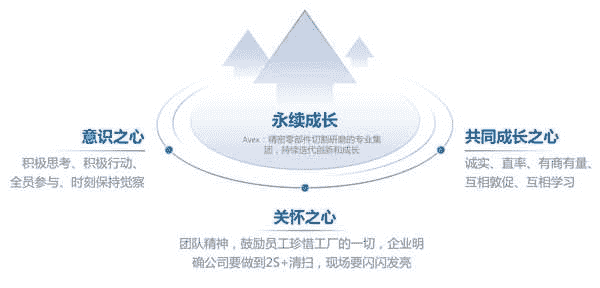 永续成长
Avex：精密零部件切割研磨的专业集
团，持续迭代创新和成长
意识之心
积极思考、积极行动、
全员参与、时刻保持觉察
共同成长之心
诚实、直率、有商有量、
互相敦促、互相学习
关怀之心
团队精神，鼓励员工珍惜工厂的一切，企业明
确公司要做到2S+清扫，现场要闪闪发亮